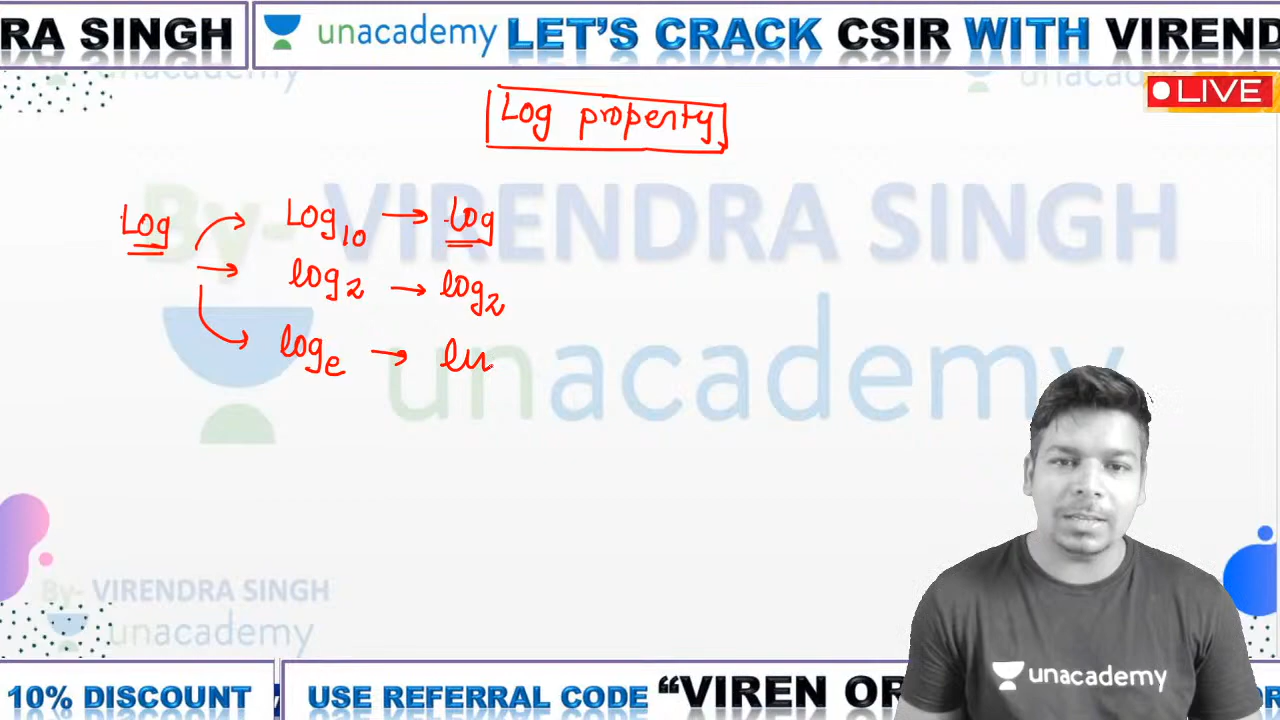 RA SINGH
unacademy LET'S CRACK CSIR WITH VIREND
LIVE
Log property
By- VIRENDRA SINGH
Log
Log10 → log
log2 → log2
loge → ln
unacademy
By- VIRENDRA SINGH
unacademy
unacademy
10% DISCOUNT
USE REFERRAL CODE "VIREN OR